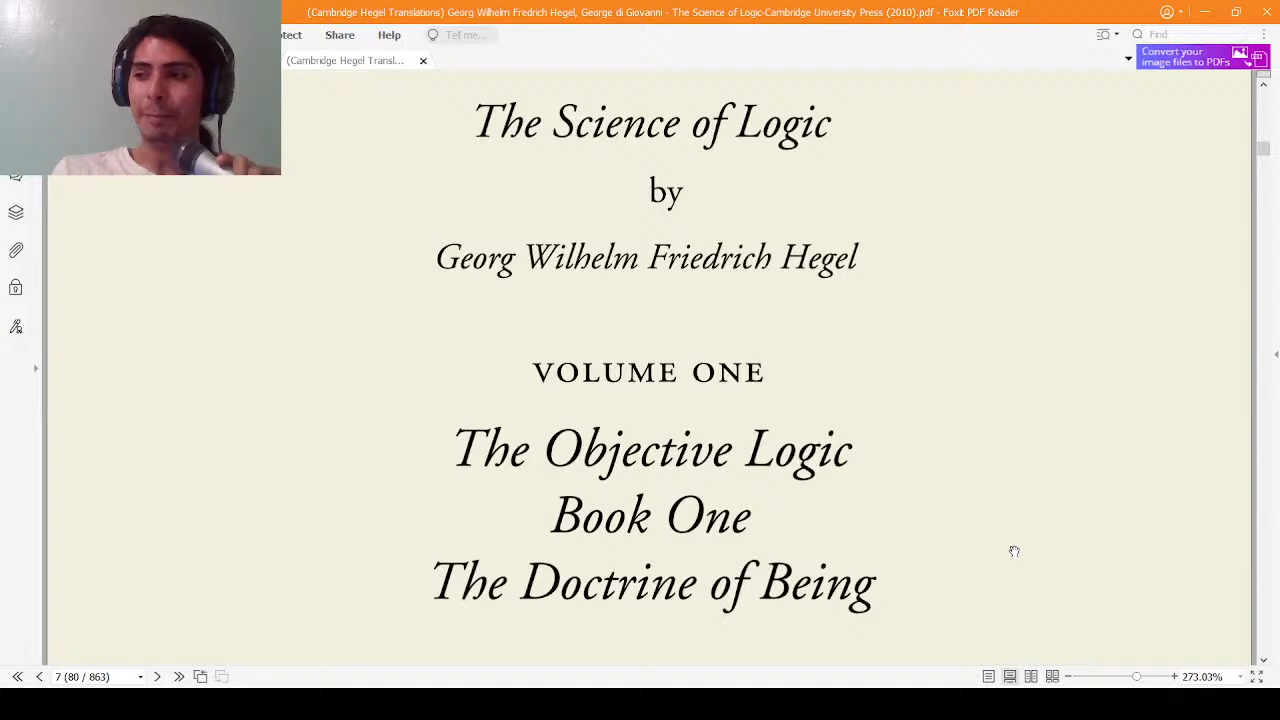 (Cambridge Hegel Translations) Georg Wilhelm Fredrich Hegel, George di Giovanni - The Science of Logic-Cambridge University Press (2010).pdf - Foxit PDF Reader
otect Share Help Tell me... Find
(Cambridge Hegel Transl...
Convert your
image files to PDFs
The Science of Logic
by
Georg Wilhelm Friedrich Hegel
VOLUME ONE
The Objective Logic
Book One
The Doctrine of Being
7 (80 / 863) 273.03%